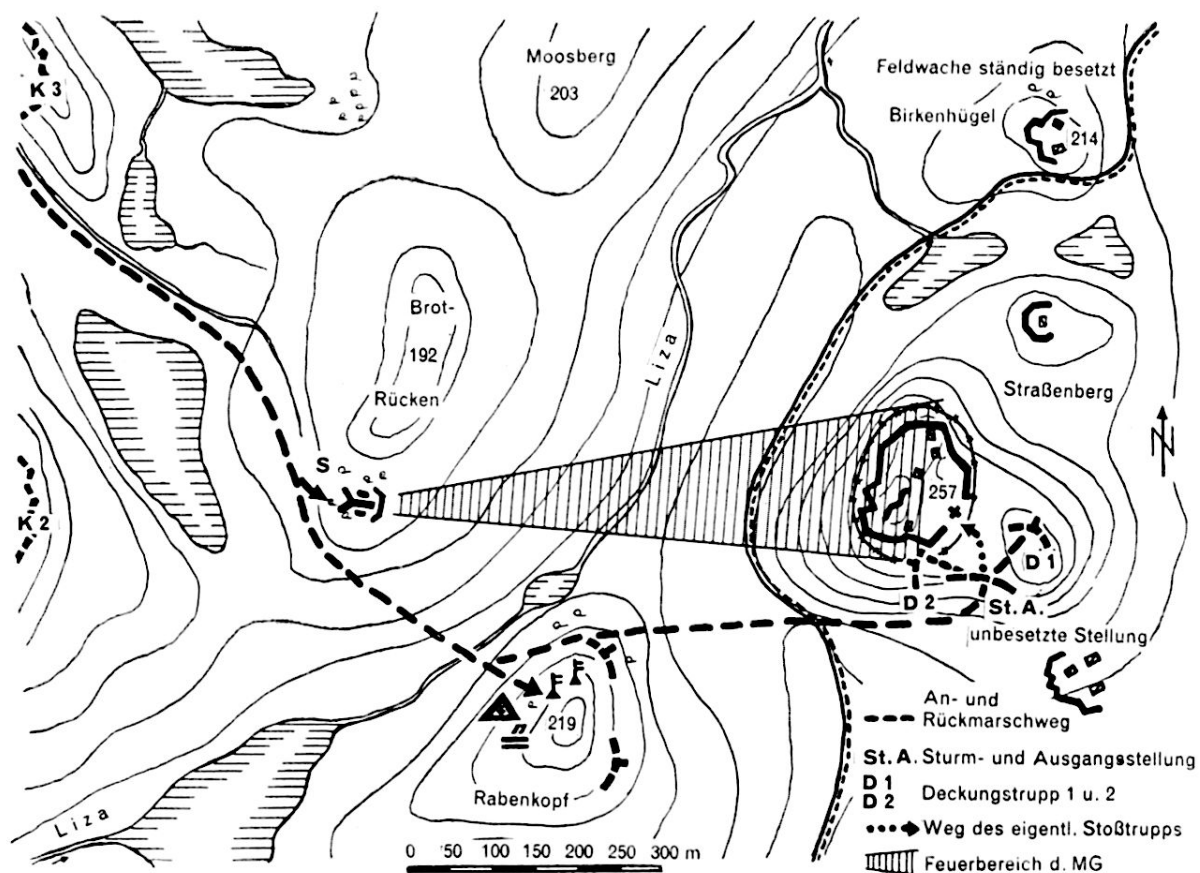 K 3
Moosberg
203
Feldwache ständig besetzt
Birkenhügel
214
Brot-
192
Rücken
Liza
Straßenberg
N
S
257
K 2
D 1
D 2
St. A.
unbesetzte Stellung
219
Rabenkopf
Liza
0 50 100 150 200 250 300 m
An- und
Rückmarschweg
St. A. Sturm- und Ausgangsstellung
D 1
D 2
Deckungstrupp 1 u. 2
Weg des eigentl. Stoßtrupps
Feuerbereich d. MG